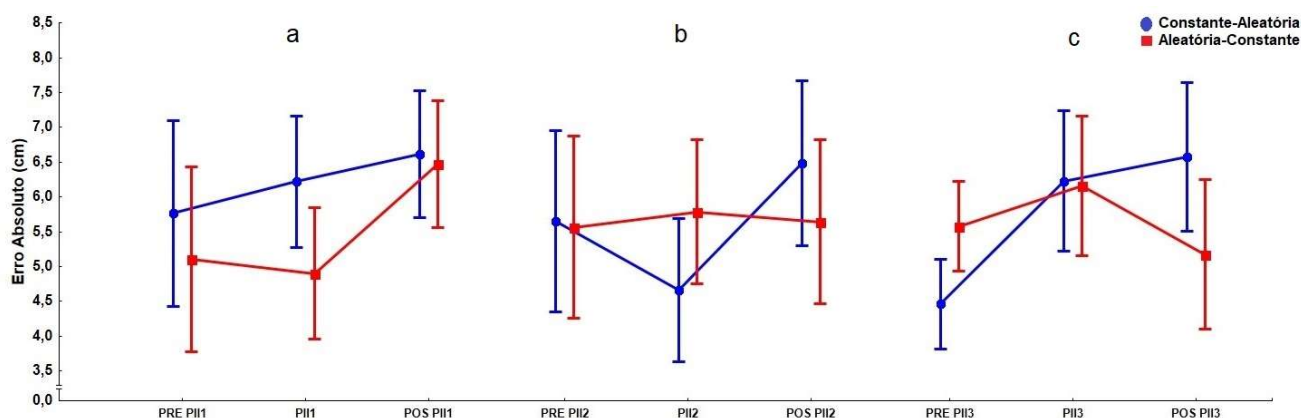 a
b
c
Constante-Aleatória
Aleatória-Constante
Erro Absoluto (cm)
8,5
8,0
7,5
7,0
6,5
6,0
5,5
5,0
4,5
4,0
3,5
0,0
PRE PII1 PII1 POS PII1 PRE PII2 PII2 POS PII2 PRE PII3 PII3 POS PII3